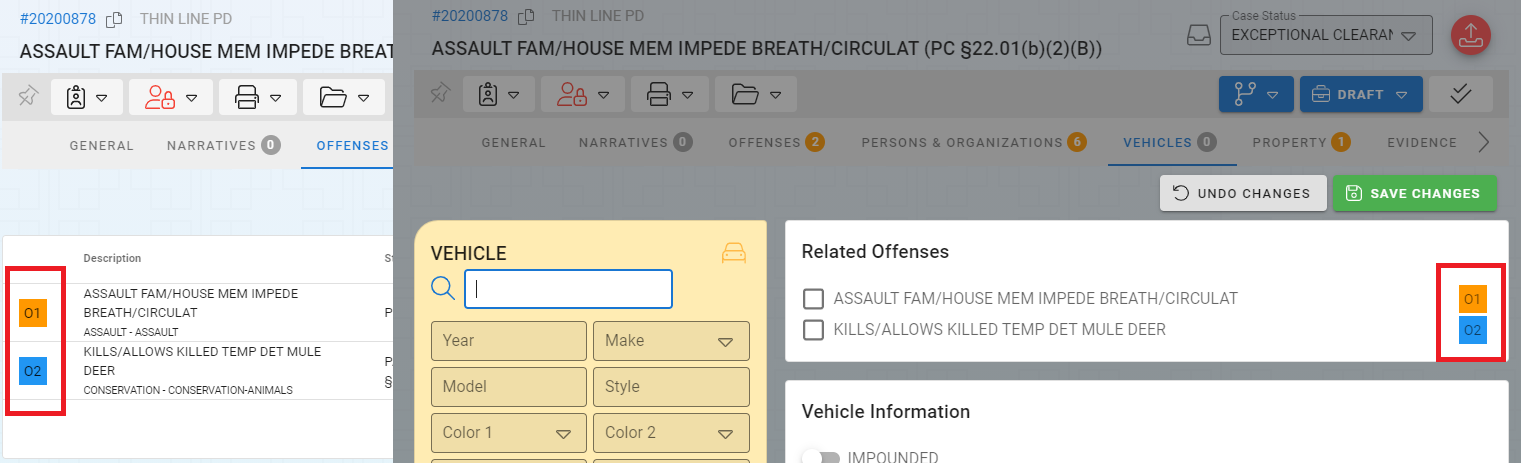 #20200878 THIN LINE PD
ASSAULT FAM/HOUSE MEM IMPEDE BREAT
GENERAL NARRATIVES 0 OFFENSES
Description
O1 ASSAULT FAM/HOUSE MEM IMPEDE
BREATH/CIRCULAT
ASSAULT - ASSAULT
O2 KILLS/ALLOWS KILLED TEMP DET MULE
DEER
§
CONSERVATION - CONSERVATION-ANIMALS
#20200878 THIN LINE PD
ASSAULT FAM/HOUSE MEM IMPEDE BREATH/CIRCULAT (PC §22.01(b)(2)(B))
Case Status
EXCEPTIONAL CLEARAN
DRAFT
GENERAL NARRATIVES 0 OFFENSES 2 PERSONS & ORGANIZATIONS 6 VEHICLES 0 PROPERTY 1 EVIDENCE
UNDO CHANGES SAVE CHANGES
VEHICLE
Year Make
Model Style
Color 1 Color 2
Related Offenses
ASSAULT FAM/HOUSE MEM IMPEDE BREATH/CIRCULAT O1
KILLS/ALLOWS KILLED TEMP DET MULE DEER O2
Vehicle Information
IMPOUNDED